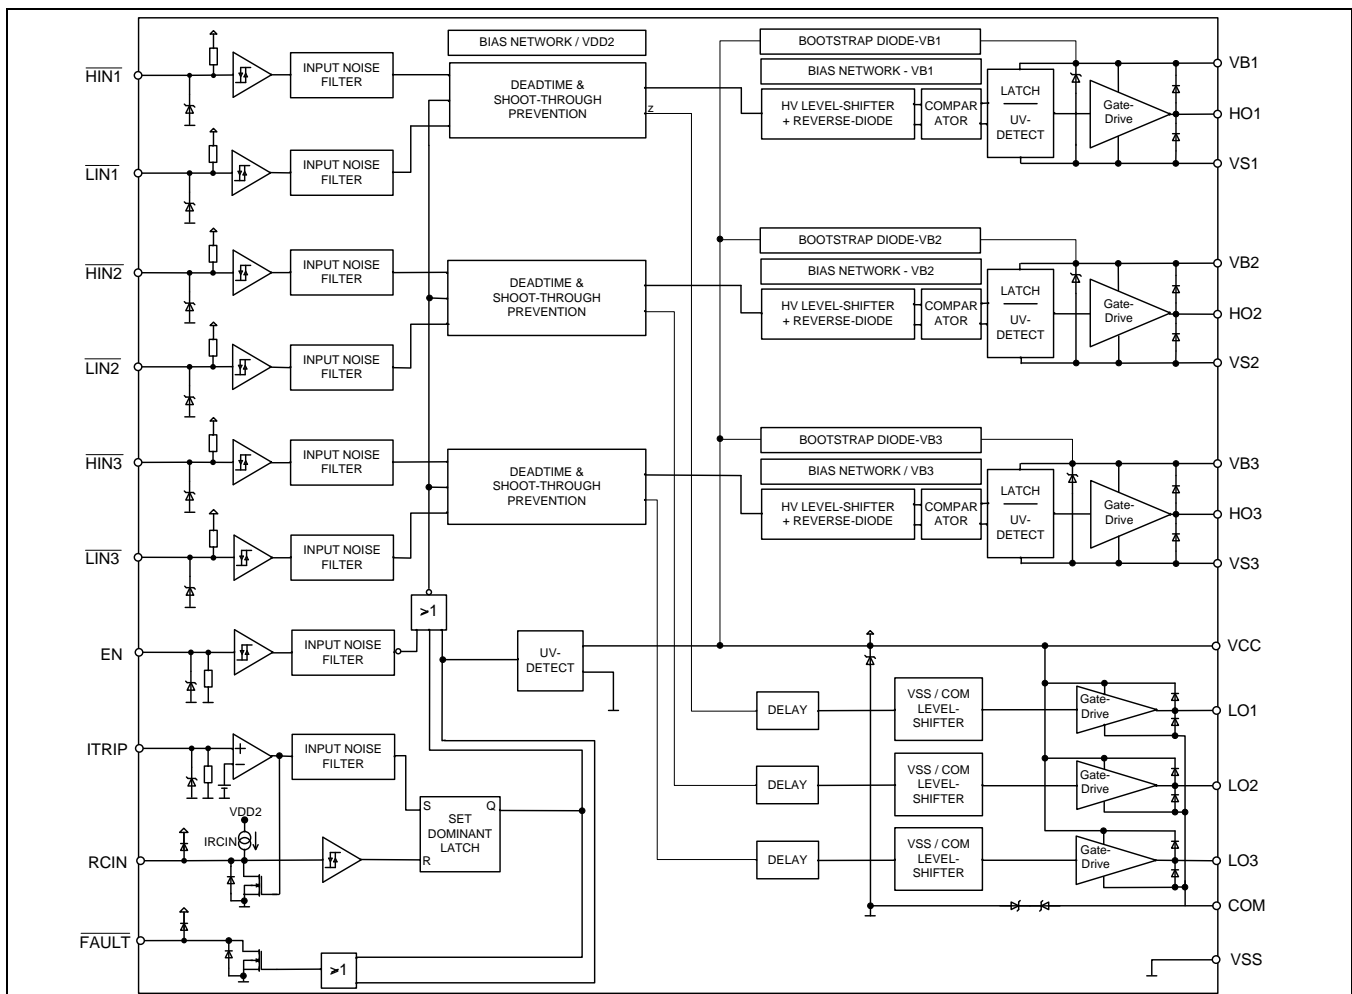 BIAS NETWORK / VDD2
BOOTSTRAP DIODE-VB1
HIN1
INPUT NOISE
FILTER
DEADTIME &
SHOOT-THROUGH
PREVENTION
Z
BIAS NETWORK - VB1
HV LEVEL-SHIFTER
+ REVERSE-DIODE
COMPAR
ATOR
LATCH
UV-
DETECT
Gate-
Drive
VB1
HO1
VS1
LIN1
INPUT NOISE
FILTER
BOOTSTRAP DIODE-VB2
HIN2
INPUT NOISE
FILTER
DEADTIME &
SHOOT-THROUGH
PREVENTION
BIAS NETWORK - VB2
HV LEVEL-SHIFTER
+ REVERSE-DIODE
COMPAR
ATOR
LATCH
UV-
DETECT
Gate-
Drive
VB2
HO2
VS2
LIN2
INPUT NOISE
FILTER
BOOTSTRAP DIODE-VB3
HIN3
INPUT NOISE
FILTER
DEADTIME &
SHOOT-THROUGH
PREVENTION
BIAS NETWORK / VB3
HV LEVEL-SHIFTER
+ REVERSE-DIODE
COMPAR
ATOR
LATCH
UV-
DETECT
Gate-
Drive
VB3
HO3
VS3
LIN3
INPUT NOISE
FILTER
>1
EN
INPUT NOISE
FILTER
UV-
DETECT
VCC
DELAY
VSS / COM
LEVEL-
SHIFTER
Gate-
Drive
LO1
ITRIP
+
−
INPUT NOISE
FILTER
DELAY
VSS / COM
LEVEL-
SHIFTER
Gate-
Drive
LO2
VDD2
IRCIN
S
Q
SET
DOMINANT
LATCH
R
RCIN
DELAY
VSS / COM
LEVEL-
SHIFTER
Gate-
Drive
LO3
COM
FAULT
>1
VSS